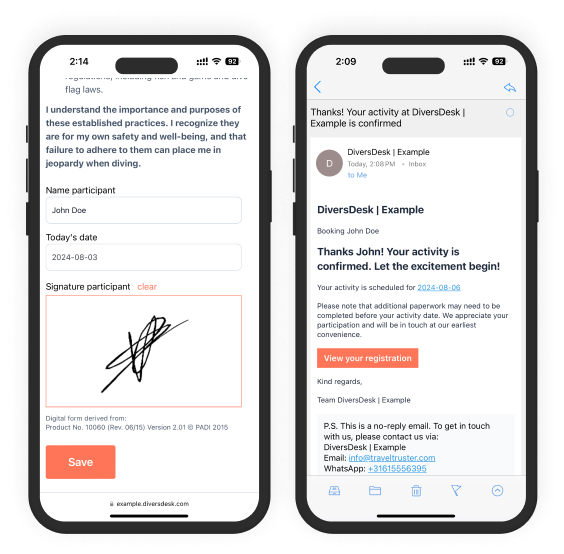 2:14
92
regulations, including fish and game and dive
flag laws.
I understand the importance and purposes of
these established practices. I recognize they
are for my own safety and well-being, and that
failure to adhere to them can place me in
jeopardy when diving.
Name participant
John Doe
Today's date
2024-08-03
Signature participant clear
Digital form derived from:
Product No. 10060 (Rev. 06/15) Version 2.01 © PADI 2015
Save
example.diversdesk.com
2:09
92
Thanks! Your activity at DiversDesk |
Example is confirmed
D
DiversDesk | Example
Today, 2:08 PM • Inbox
to Me
DiversDesk | Example
Booking John Doe
Thanks John! Your activity is
confirmed. Let the excitement begin!
Your activity is scheduled for 2024-08-06
Please note that additional paperwork may need to be
completed before your activity date. We appreciate your
participation and will be in touch at our earliest
convenience.
View your registration
Kind regards,
Team DiversDesk | Example
P.S. This is a no-reply email. To get in touch
with us, please contact us via:
DiversDesk | Example
Email: info@traveltruster.com
WhatsApp: +31615556395